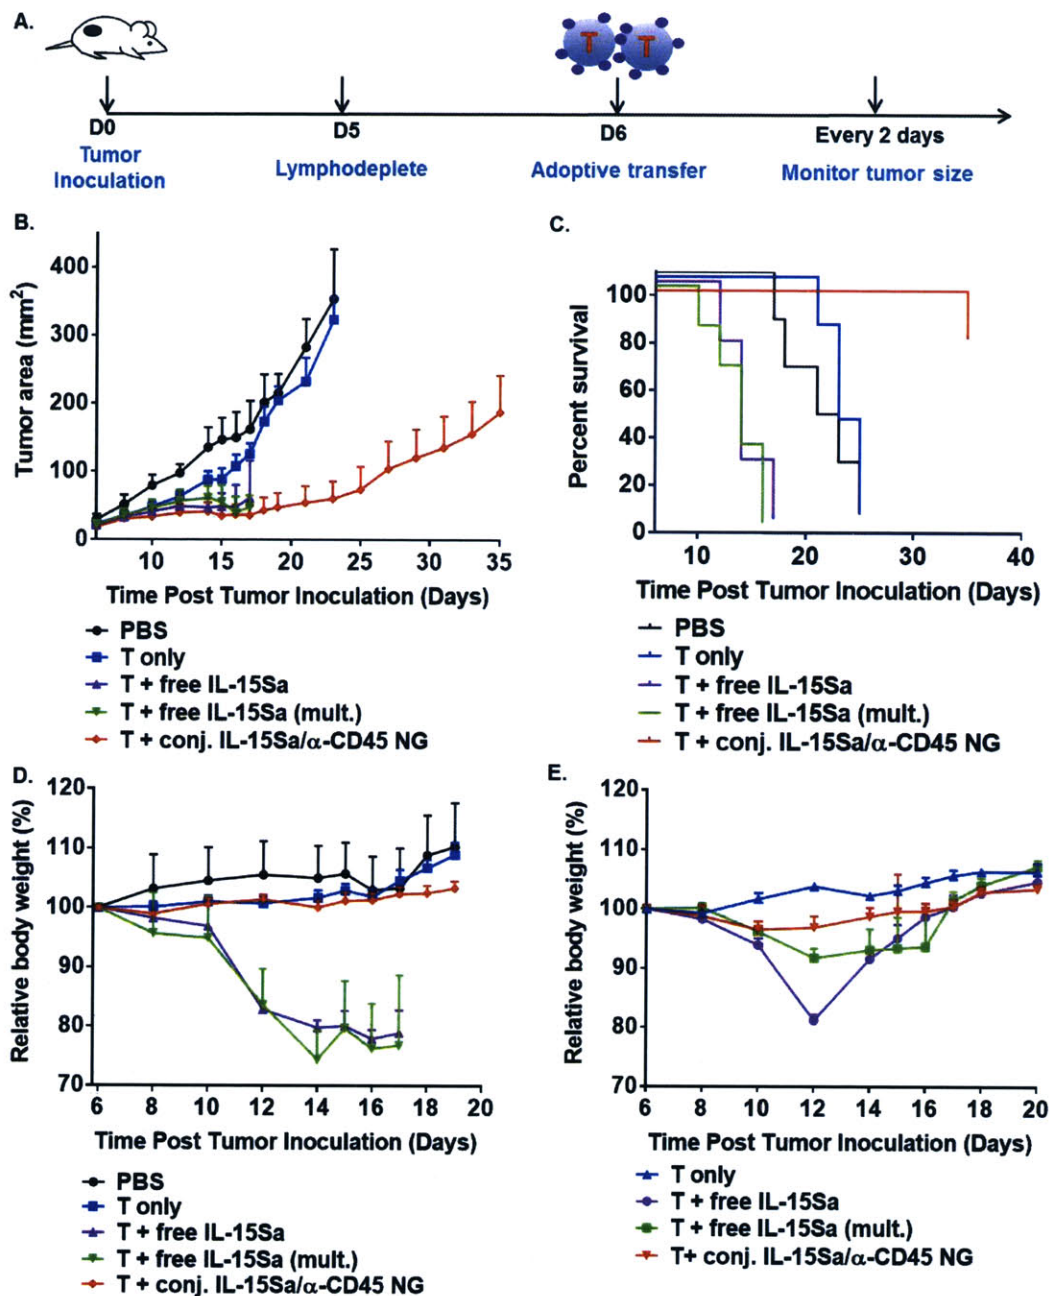 A.
T T
D0 D5 D6 Every 2 days
Tumor Inoculation Lymphodeplete Adoptive transfer Monitor tumor size
B.
Tumor area (mm²)
400
300
200
100
0
10 15 20 25 30 35
Time Post Tumor Inoculation (Days)
PBS
T only
T + free IL-15Sa
T + free IL-15Sa (mult.)
T + conj. IL-15Sa/α-CD45 NG
C.
Percent survival
100
80
60
40
20
0
10 20 30 40
Time Post Tumor Inoculation (Days)
PBS
T only
T + free IL-15Sa
T + free IL-15Sa (mult.)
T + conj. IL-15Sa/α-CD45 NG
D.
Relative body weight (%)
120
110
100
90
80
70
6 8 10 12 14 16 18 20
Time Post Tumor Inoculation (Days)
PBS
T only
T + free IL-15Sa
T + free IL-15Sa (mult.)
T + conj. IL-15Sa/α-CD45 NG
E.
Relative body weight (%)
120
110
100
90
80
70
6 8 10 12 14 16 18 20
Time Post Tumor Inoculation (Days)
T only
T + free IL-15Sa
T + free IL-15Sa (mult.)
T+ conj. IL-15Sa/α-CD45 NG